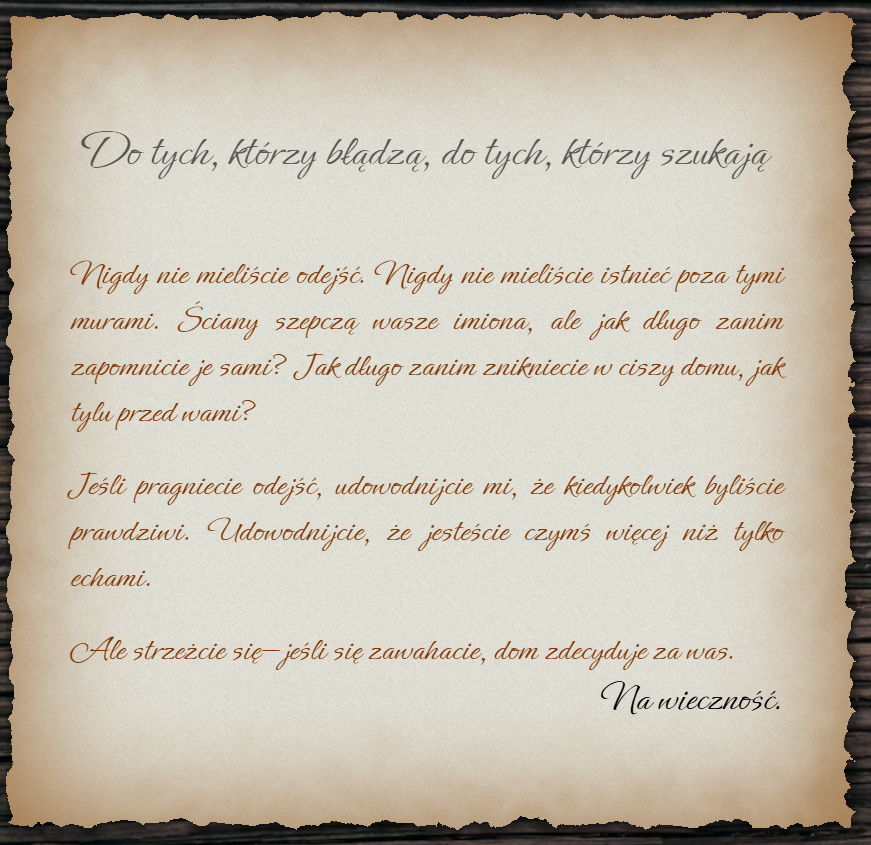 Do tych, którzy błądzą, do tych, którzy szukają
Nigdy nie mieliście odejść. Nigdy nie mieliście istnieć poza tymi
murami. Ściany szepczą wasze imiona, ale jak długo zanim
zapomnicie je sami? Jak długo zanim znikniecie w ciszy domu, jak
tylu przed wami?
Jeśli pragniecie odejść, udowodnijcie mi, że kiedykolwiek byliście
prawdziwi. Udowodnijcie, że jesteście czymś więcej niż tylko
echami.
Ale strzeżcie się—jeśli się zawahacie, dom zdecyduje za was.
Na wieczność.